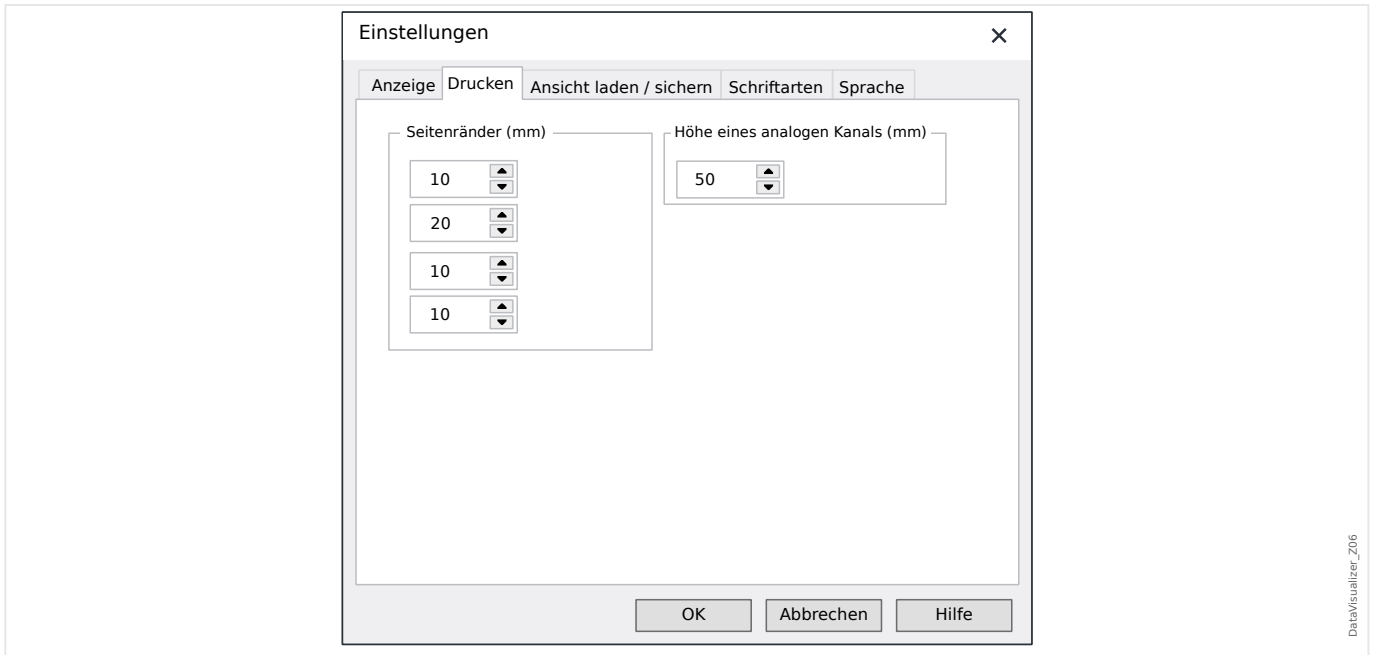 Einstellungen
Anzeige Drucken Ansicht laden / sichern Schriftarten Sprache
Seitenränder (mm) Höhe eines analogen Kanals (mm)
10 50
20
10
10
OK Abbrechen Hilfe
DataVisualizer_Z06